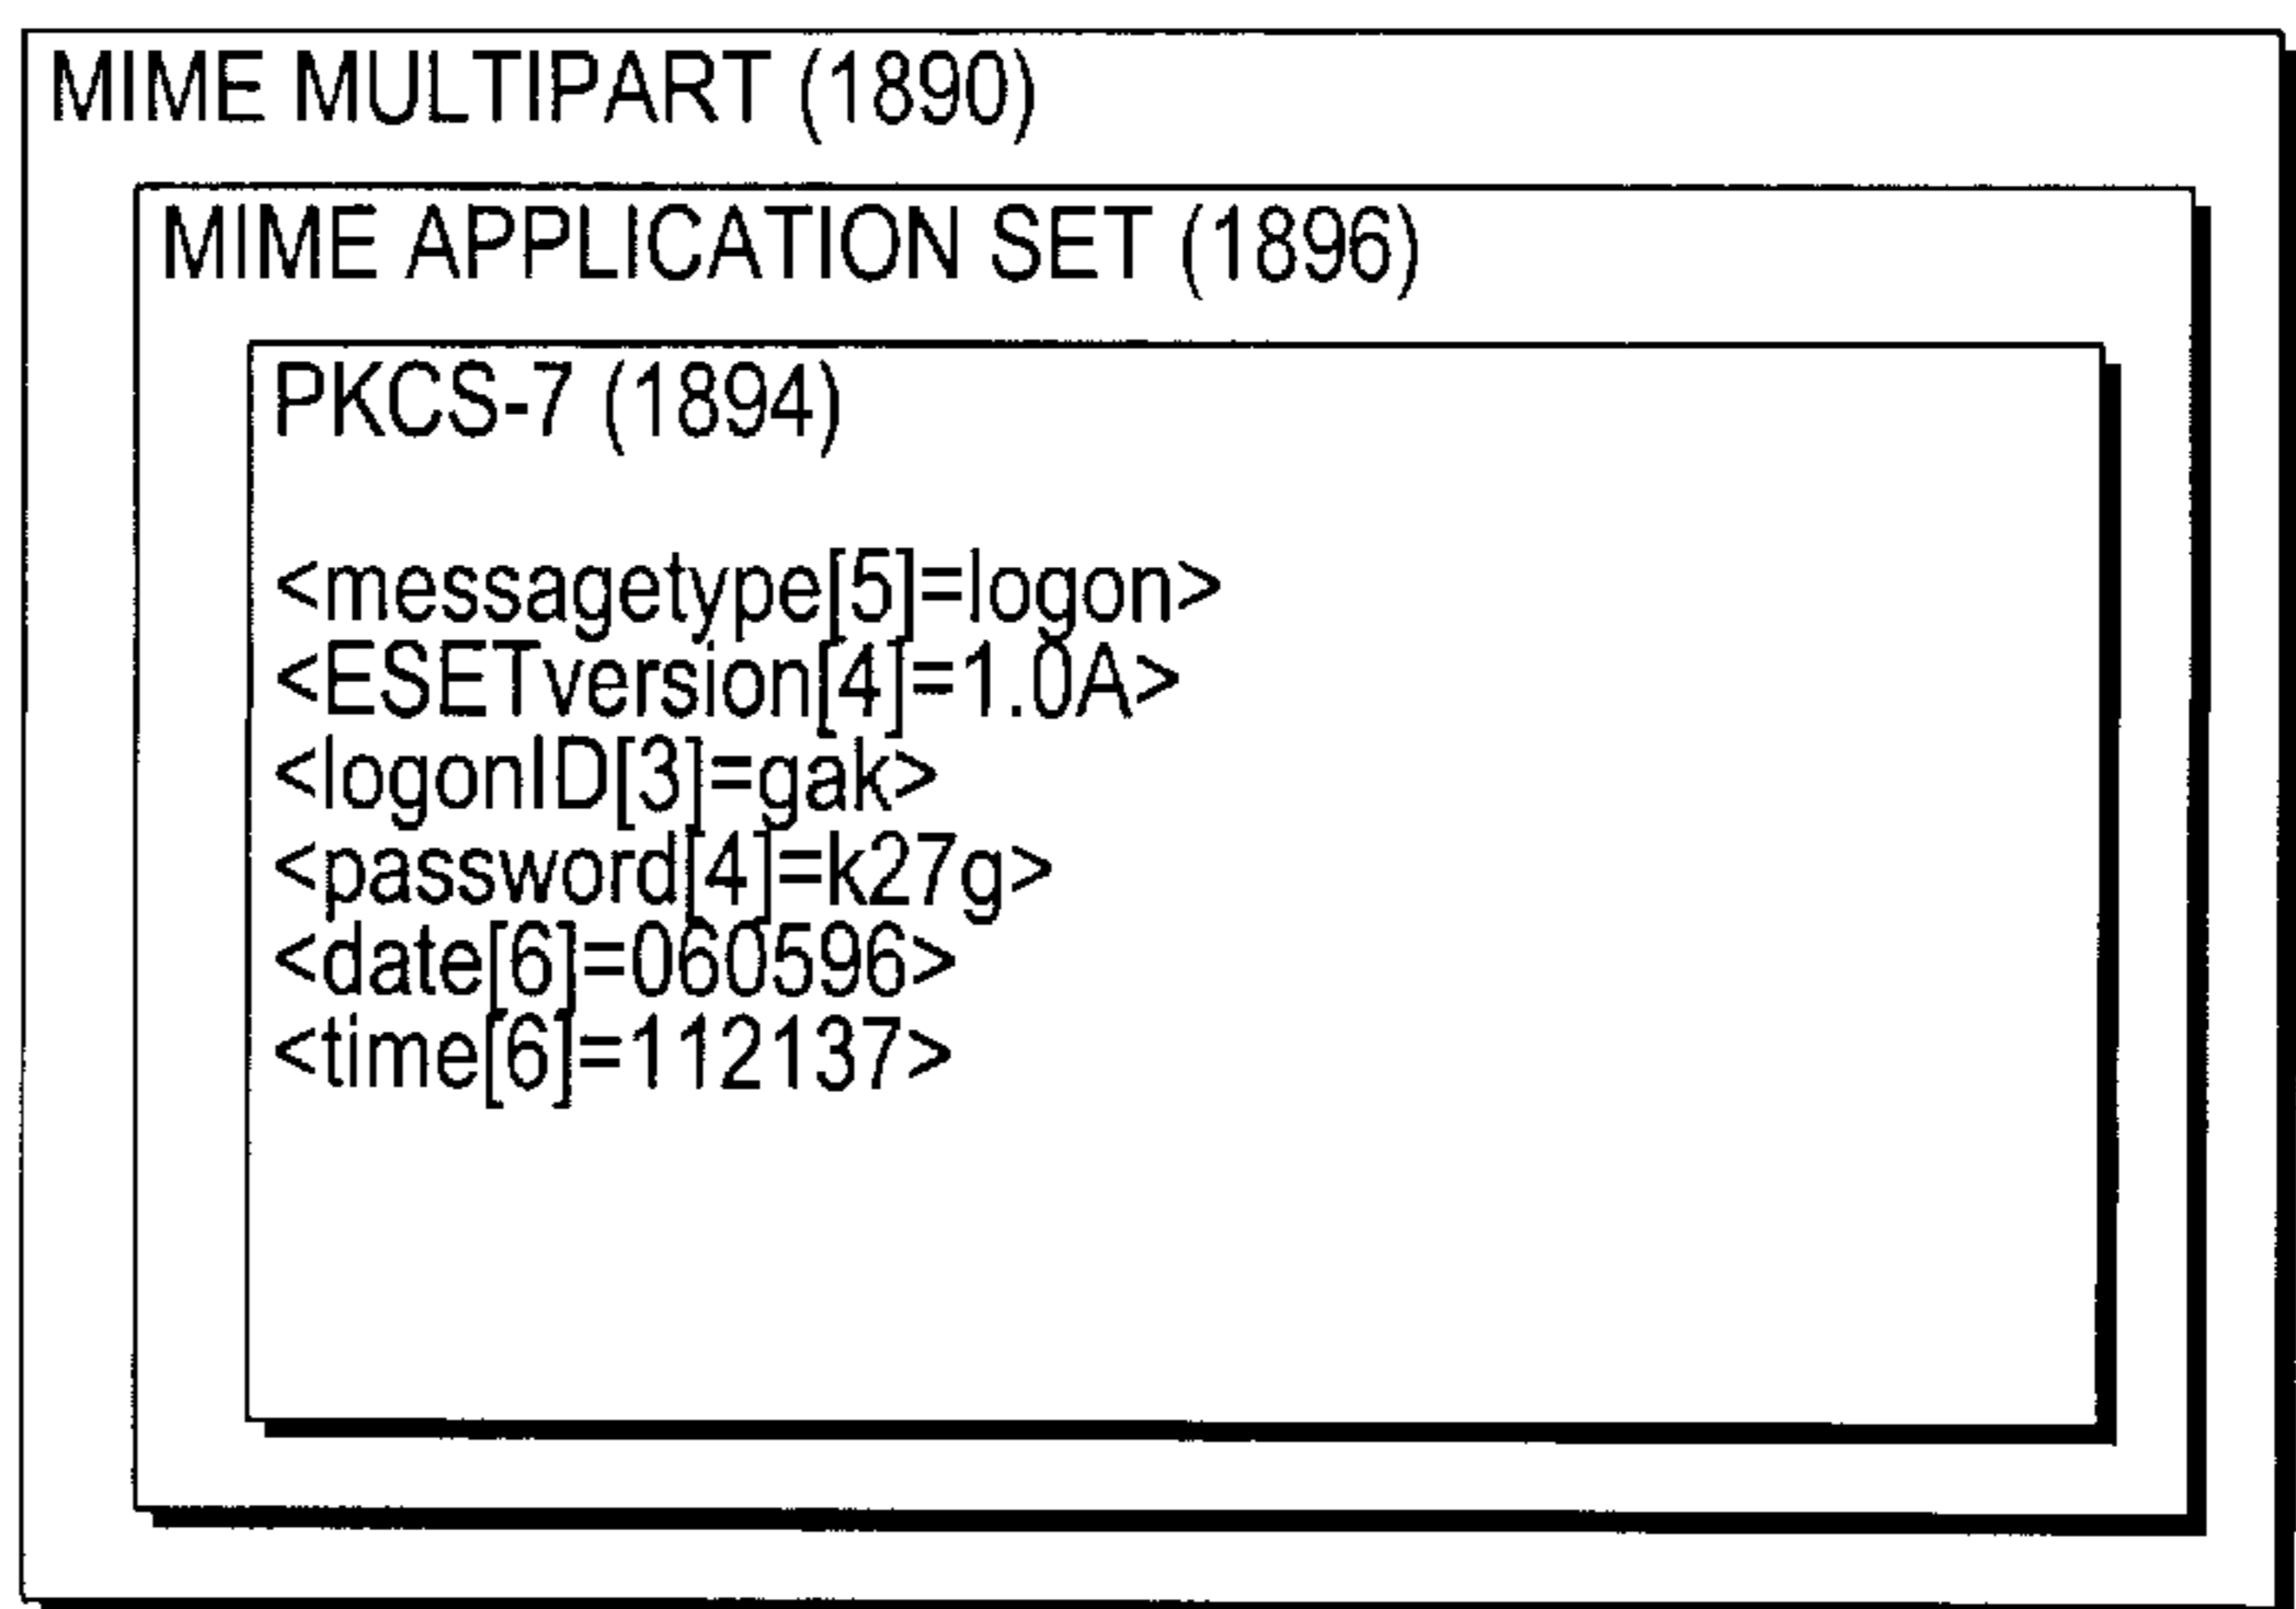 MIME MULTIPART (1890)
MIME APPLICATION SET (1896)
PKCS-7 (1894)
<messagetype[5]=logon>
<ESETversion[4]=1.0A>
<logonID[3]=gak>
<password[4]=k27g>
<date[6]=060596>
<time[6]=112137>